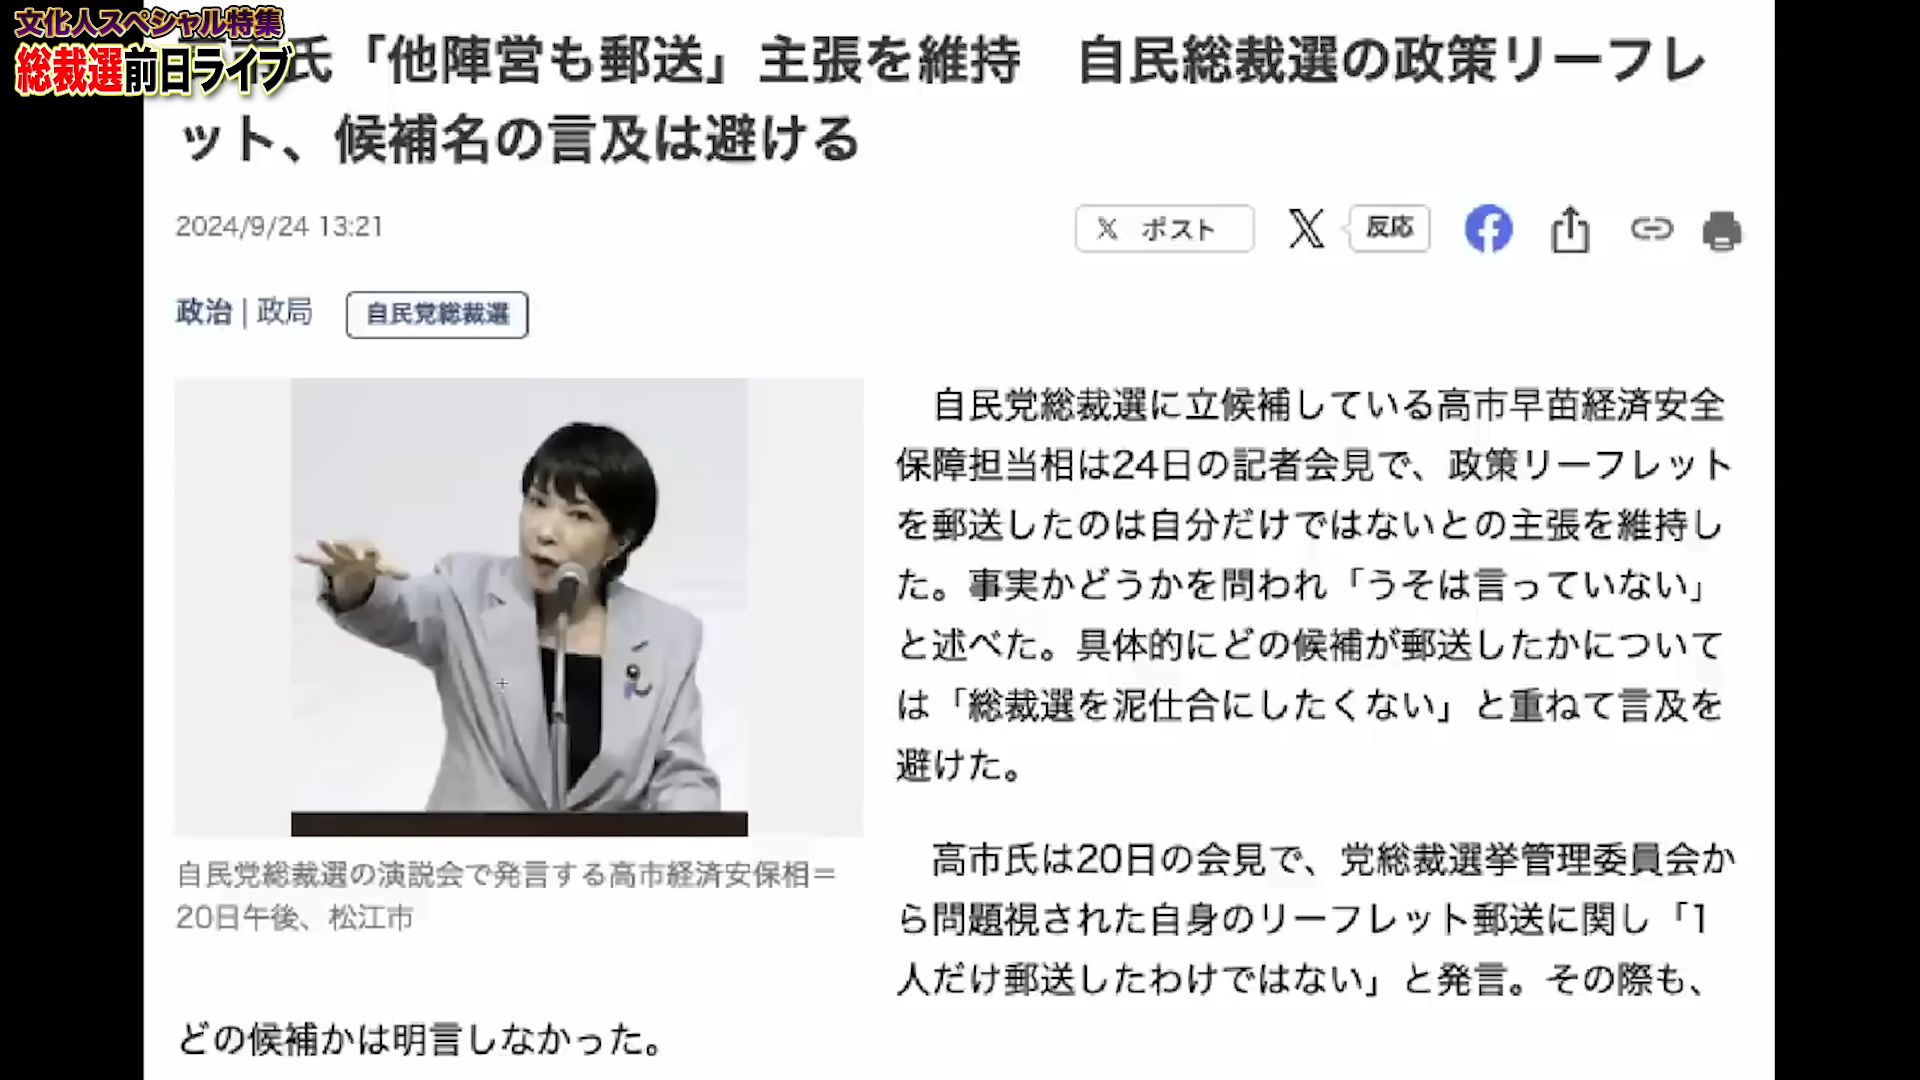 文化人スペシャル特集
総裁選前日ライブ
氏「他陣営も郵送」主張を維持　自民総裁選の政策リーフレ
ット、候補名の言及は避ける
2024/9/24 13:21
ポスト
反応
政治 | 政局
自民党総裁選
自民党総裁選に立候補している高市早苗経済安全
保障担当相は24日の記者会見で、政策リーフレット
を郵送したのは自分だけではないとの主張を維持し
た。事実かどうかを問われ「うそは言っていない」
と述べた。具体的にどの候補が郵送したかについて
は「総裁選を泥仕合にしたくない」と重ねて言及を
避けた。
自民党総裁選の演説会で発言する高市経済安保相＝
20日午後、松江市
高市氏は20日の会見で、党総裁選挙管理委員会か
ら問題視された自身のリーフレット郵送に関し「1
人だけ郵送したわけではない」と発言。その際も、
どの候補かは明言しなかった。